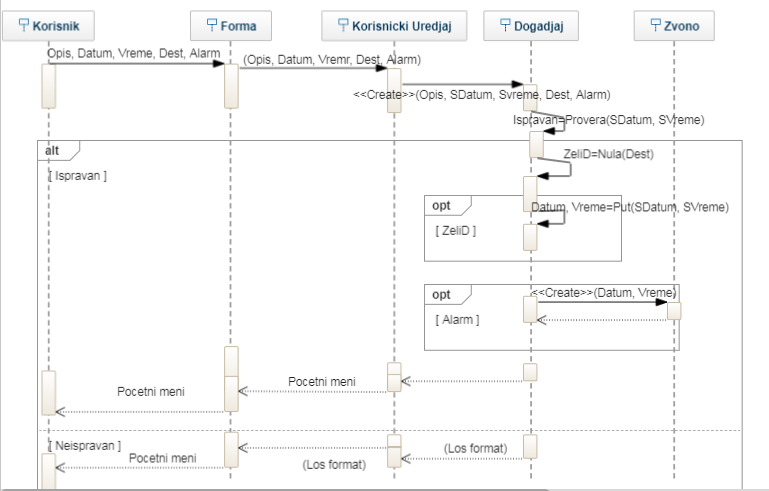 Korisnik
Forma
Korisnicki Uredjaj
Dogadjaj
Zvono
Opis, Datum, Vreme, Dest, Alarm
(Opis, Datum, Vremr, Dest, Alarm)
<<Create>>(Opis, SDatum, Svreme, Dest, Alarm)
Ispravan=Provera(SDatum, SVreme)
alt
ZeliD=Nula(Dest)
[ Ispravan ]
opt
Datum, Vreme=Put(SDatum, SVreme)
[ ZeliD ]
opt
<<Create>>(Datum, Vreme)
[ Alarm ]
Pocetni meni
Pocetni meni
[ Neispravan ]
(Los format)
Pocetni meni
(Los format)